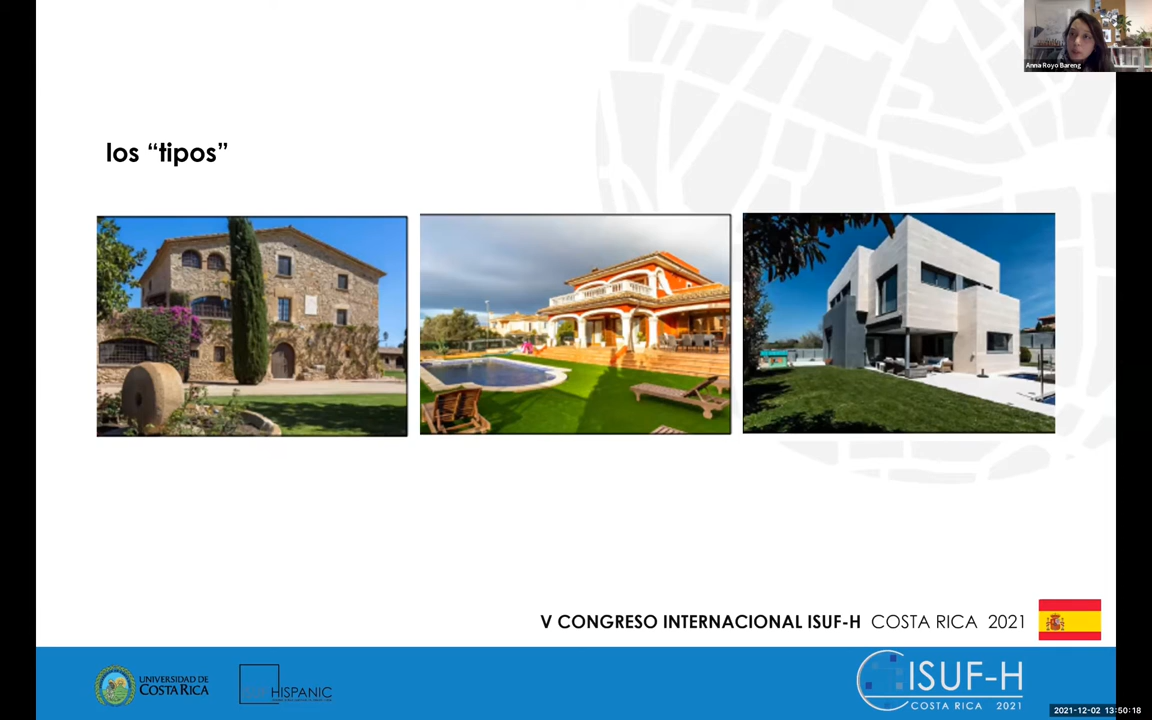 Anna Royo Bareng
los “tipos”
V CONGRESO INTERNACIONAL ISUF-H COSTA RICA 2021
UNIVERSIDAD DE
COSTA RICA
HISPANIC
ISUF-H
COSTA RICA 2021
2021-12-02 13:50:18